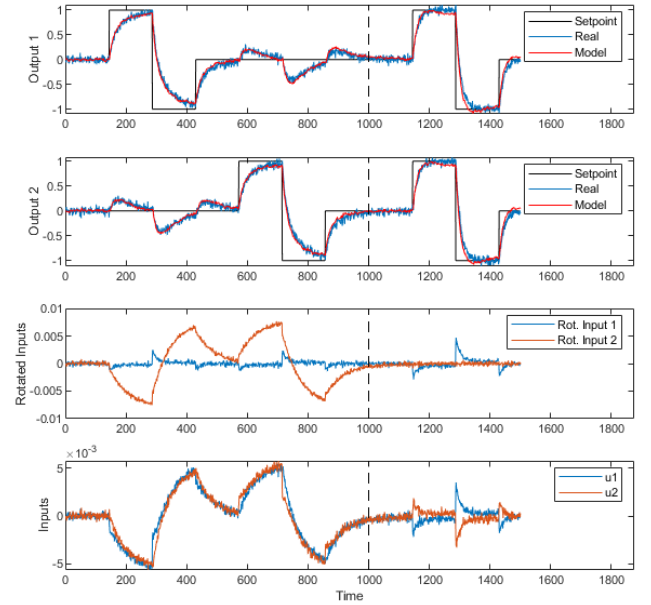 1
0.5
0
-0.5
-1
Output 1
Setpoint
Real
Model
0 200 400 600 800 1000 1200 1400 1600 1800
1
0.5
0
-0.5
-1
Output 2
Setpoint
Real
Model
0 200 400 600 800 1000 1200 1400 1600 1800
0.01
0.005
0
-0.005
-0.01
Rotated Inputs
Rot. Input 1
Rot. Input 2
0 200 400 600 800 1000 1200 1400 1600 1800
× 10⁻³
5
0
-5
Inputs
u1
u2
0 200 400 600 800 1000 1200 1400 1600 1800
Time